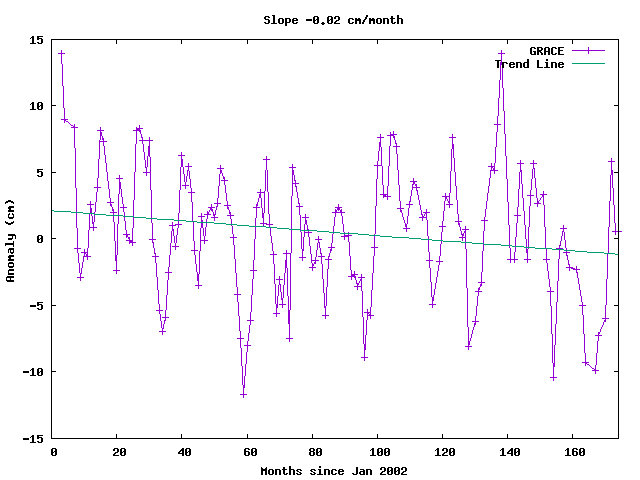 Slope -0.02 cm/month
GRACE
Trend Line
15
10
5
0
-5
-10
-15
Anomaly (cm)
0 20 40 60 80 100 120 140 160
Months since Jan 2002